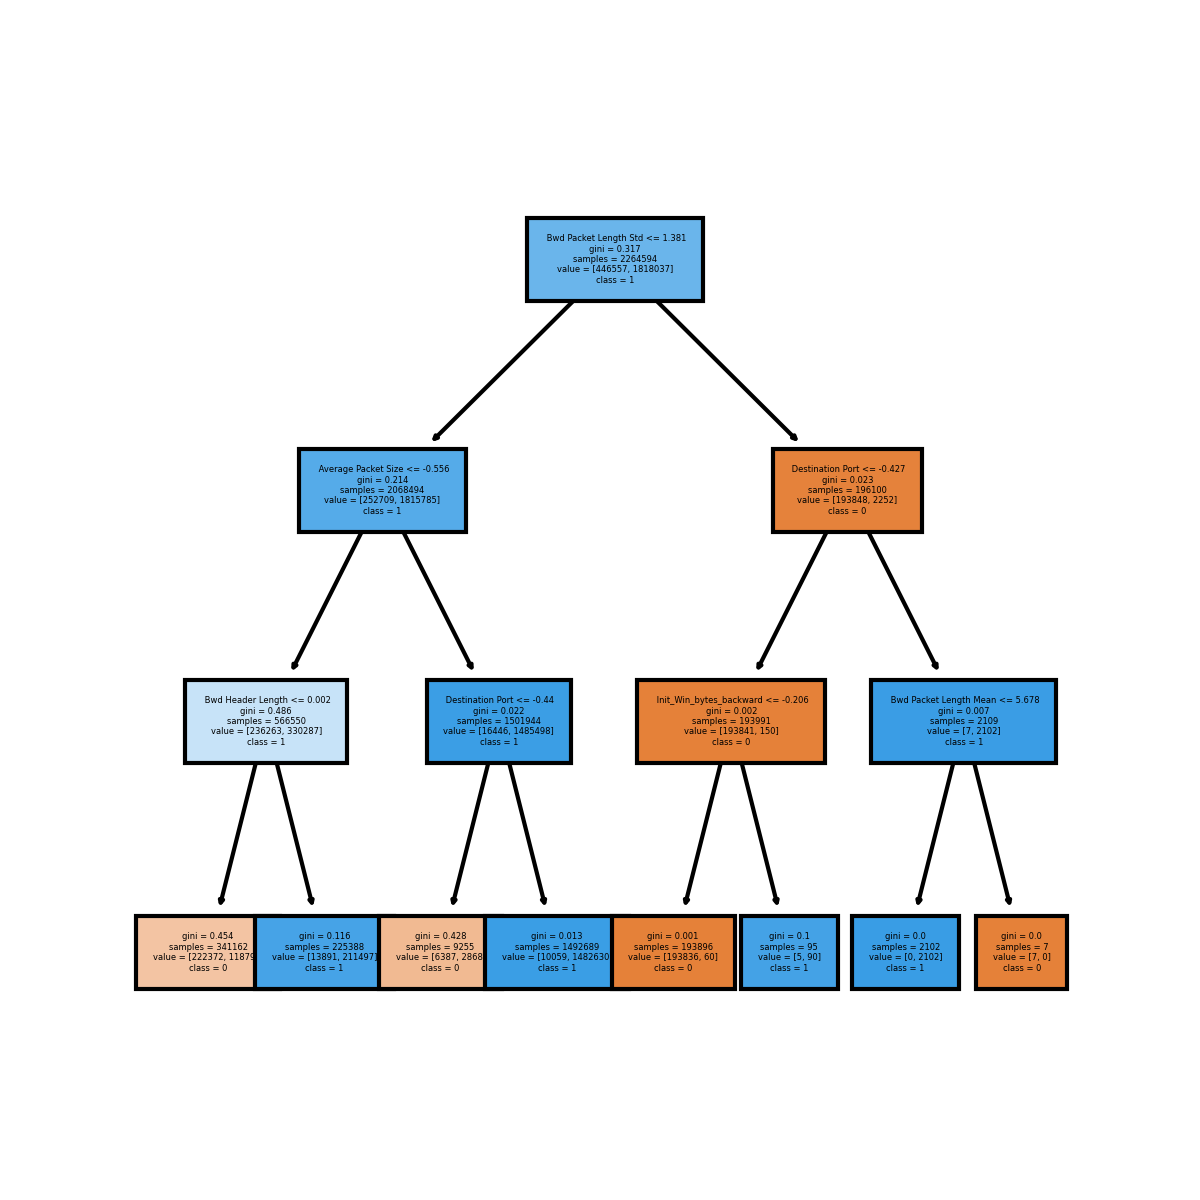 Bwd Packet Length Std <= 1.381
gini = 0.317
samples = 2264594
value = [446557, 1818037]
class = 1
Average Packet Size <= -0.556
gini = 0.214
samples = 2068494
value = [252709, 1815785]
class = 1
Destination Port <= -0.427
gini = 0.023
samples = 196100
value = [193848, 2252]
class = 0
Bwd Header Length <= 0.002
gini = 0.486
samples = 566550
value = [236263, 330287]
class = 1
Destination Port <= -0.44
gini = 0.022
samples = 1501944
value = [16446, 1485498]
class = 1
Init_Win_bytes_backward <= -0.206
gini = 0.002
samples = 193991
value = [193841, 150]
class = 0
Bwd Packet Length Mean <= 5.678
gini = 0.007
samples = 2109
value = [7, 2102]
class = 1
gini = 0.454
samples = 341162
value = [222372, 11879
class = 0
gini = 0.116
samples = 225388
value = [13891, 211497]
class = 1
gini = 0.428
samples = 9255
value = [6387, 2868
class = 0
gini = 0.013
samples = 1492689
value = [10059, 1482630
class = 1
gini = 0.001
samples = 193896
value = [193836, 60]
class = 0
gini = 0.1
samples = 95
value = [5, 90]
class = 1
gini = 0.0
samples = 2102
value = [0, 2102]
class = 1
gini = 0.0
samples = 7
value = [7, 0]
class = 0